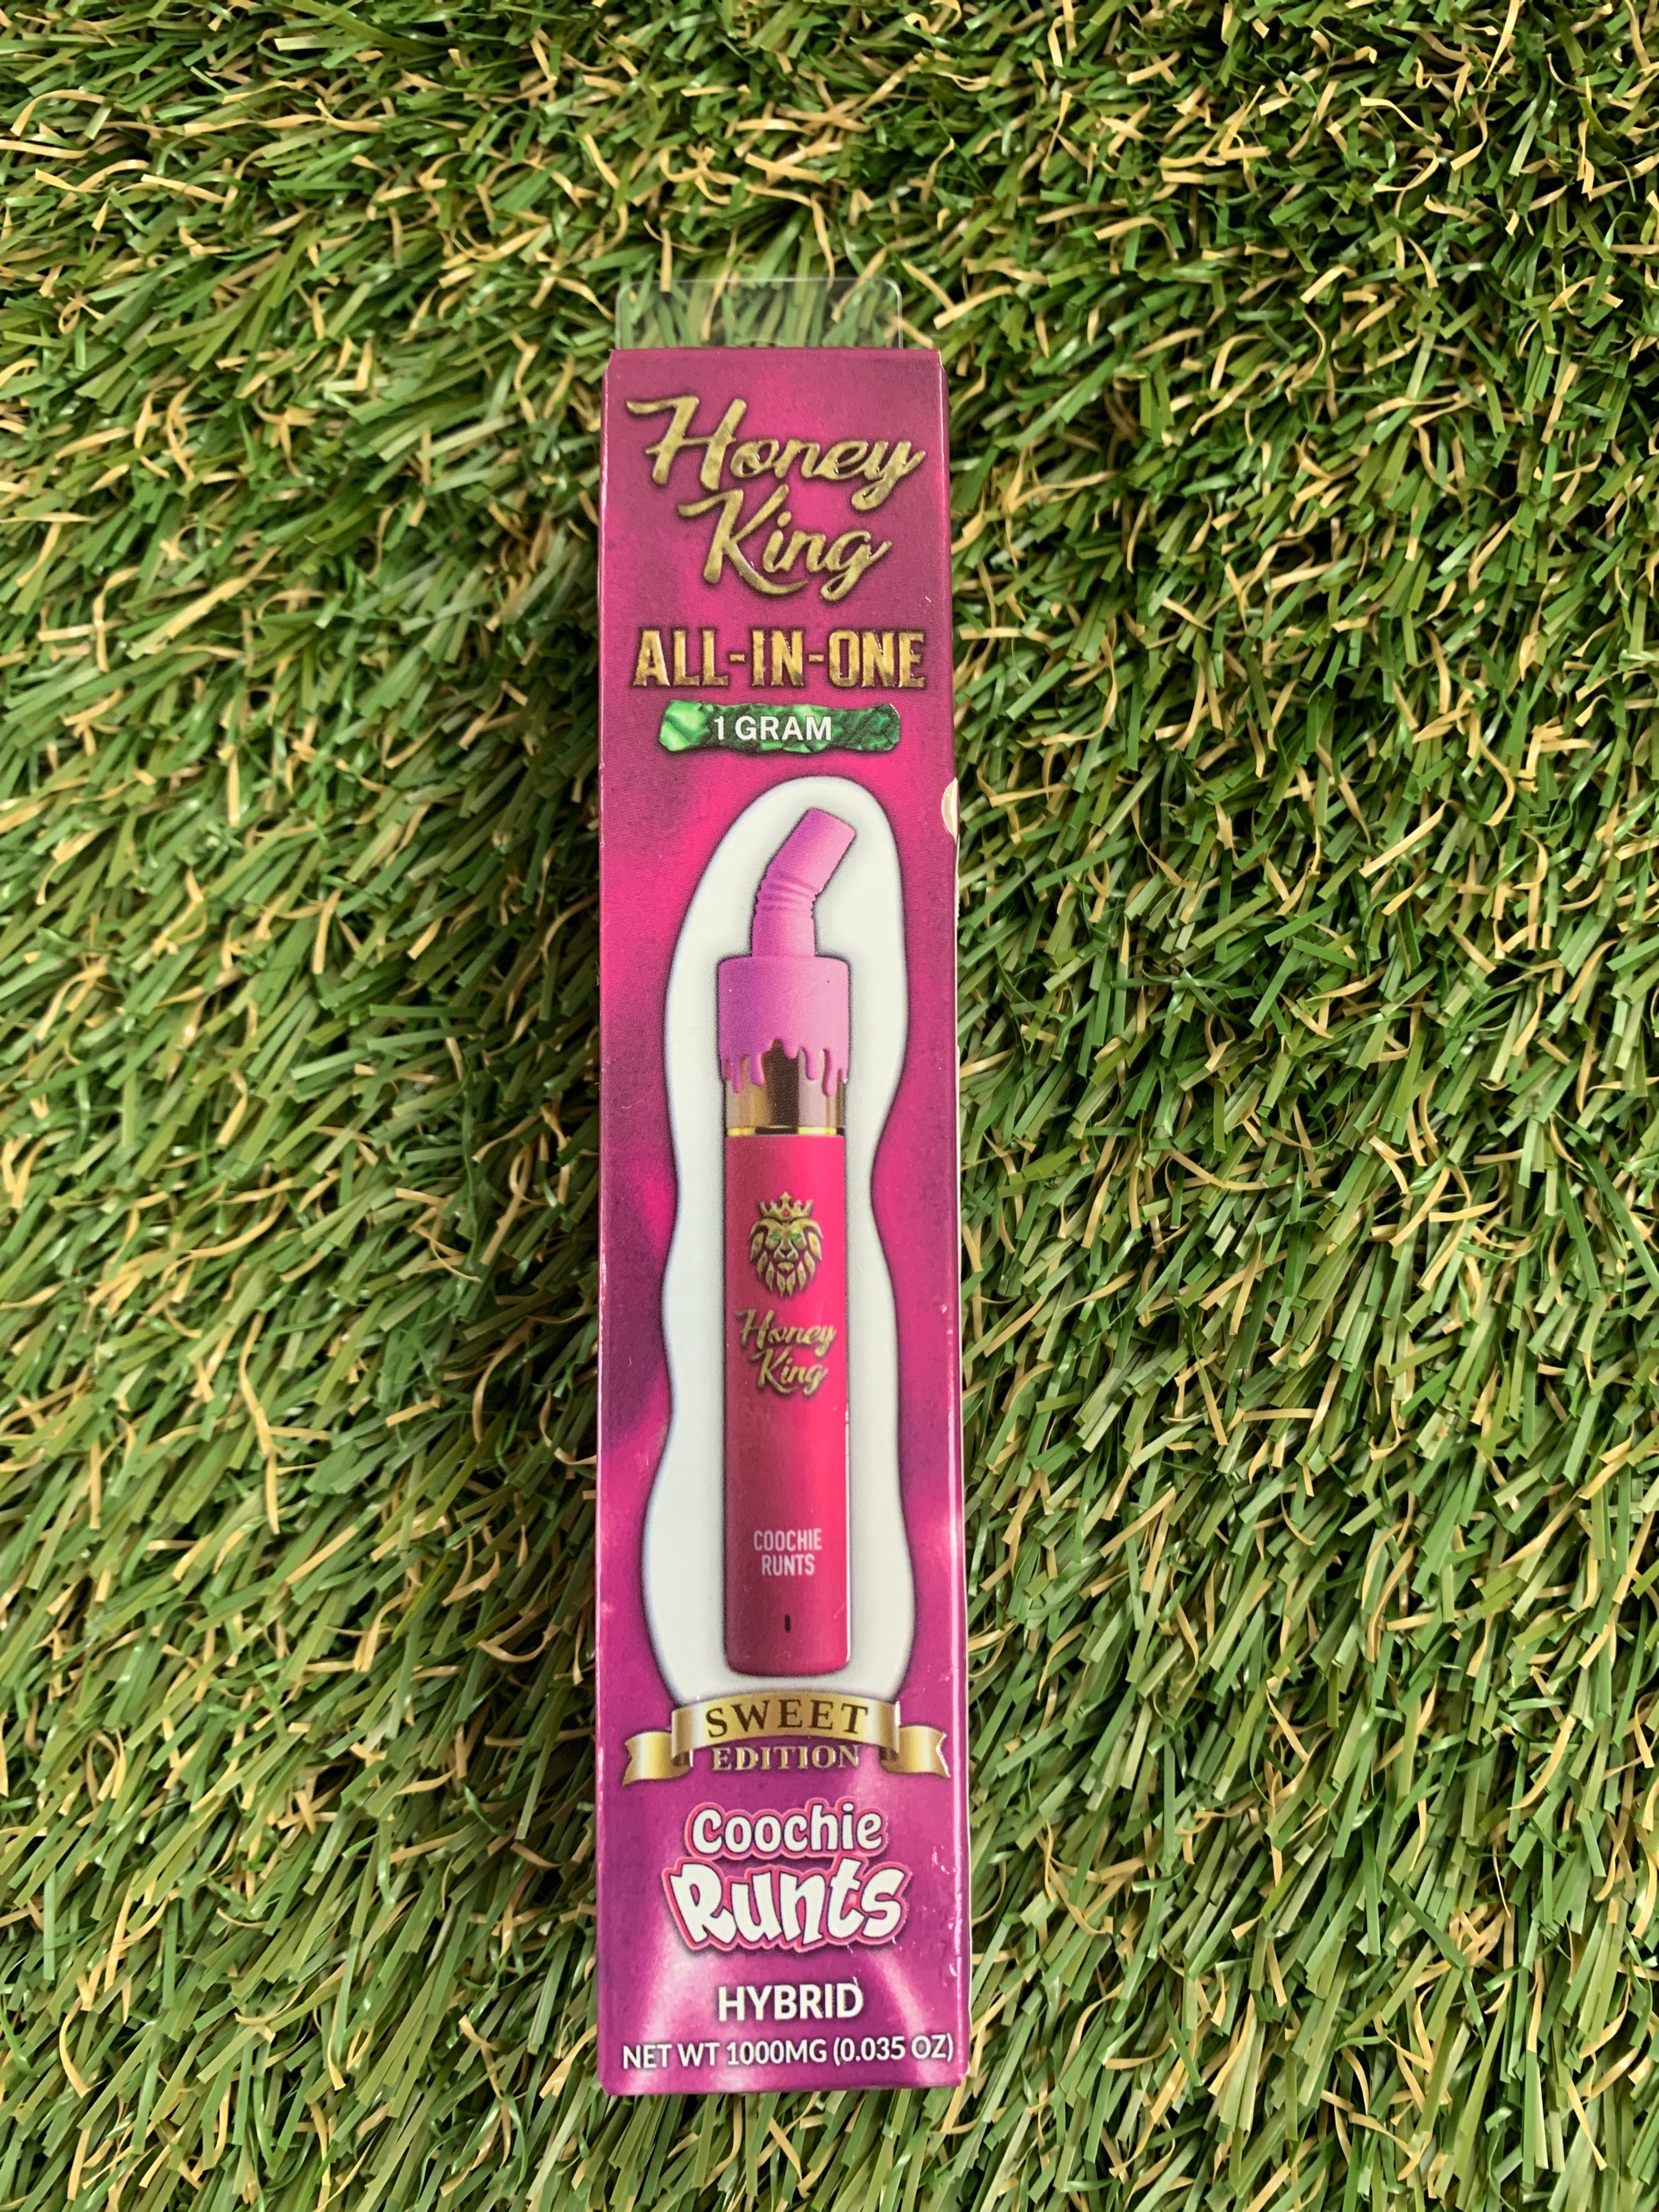 Honey
King
ALL-IN-ONE
1 GRAM
Honey
King
COOCHIE
RUNTS
SWEET
EDITION
Coochie
Runts
HYBRID
NET WT 1000MG (0.035 OZ)